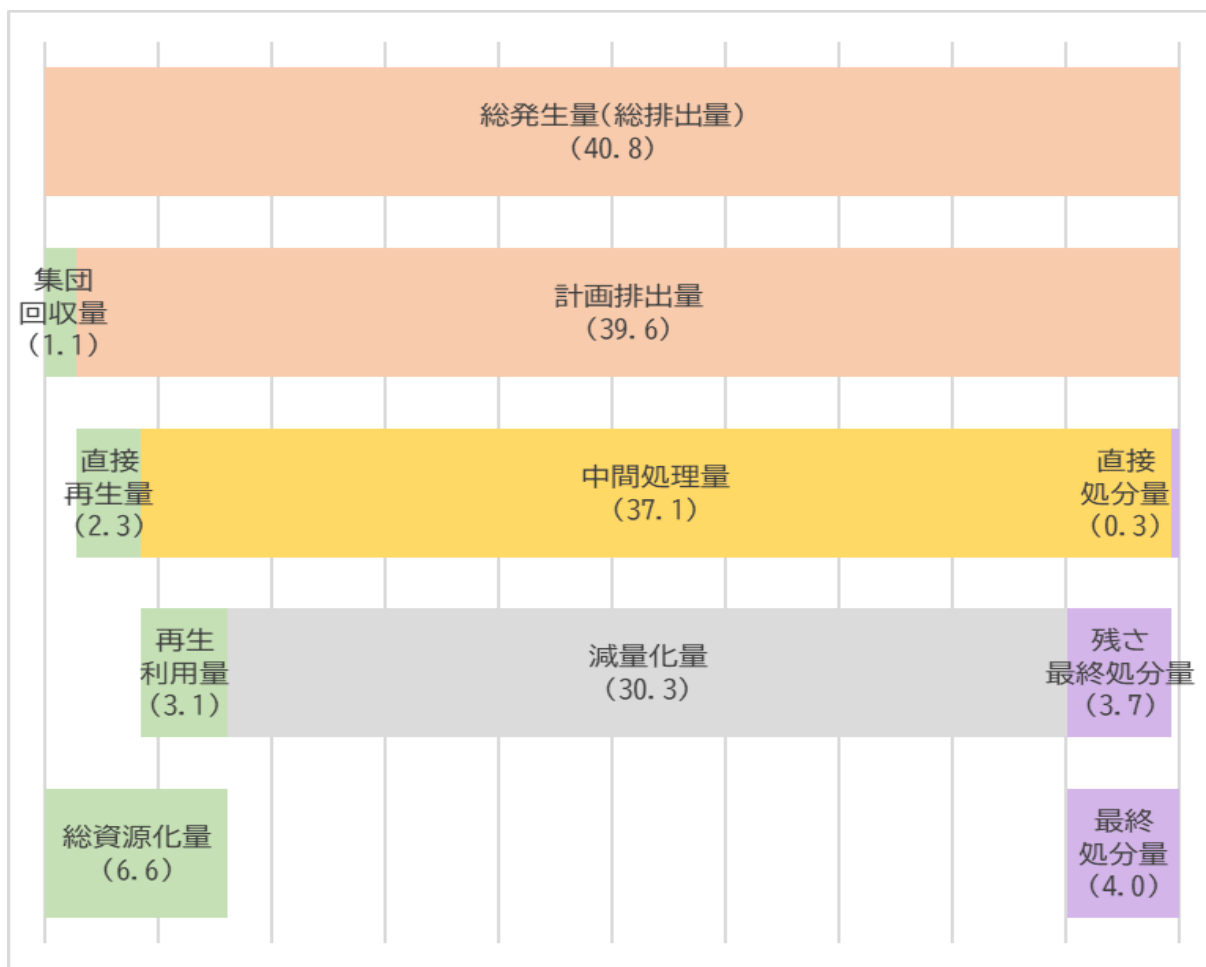 総発生量(総排出量)
(40.8)
集団
回収量
(1.1)
計画排出量
(39.6)
直接
再生量
(2.3)
中間処理量
(37.1)
直接
処分量
(0.3)
再生
利用量
(3.1)
減量化量
(30.3)
残さ
最終処分量
(3.7)
総資源化量
(6.6)
最終
処分量
(4.0)